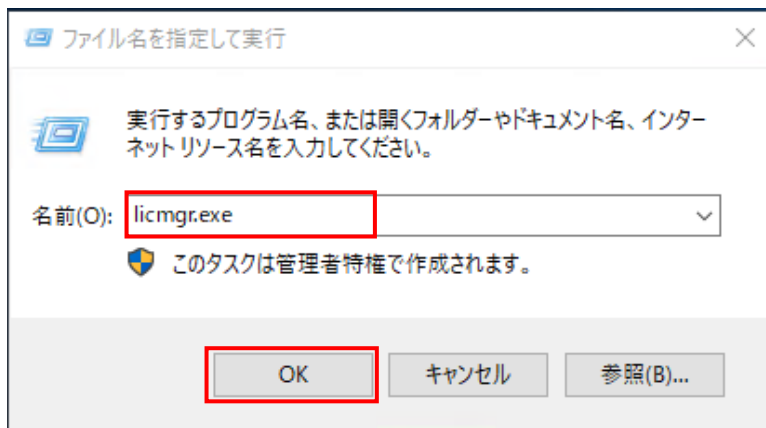 ファイル名を指定して実行
実行するプログラム名、または開くフォルダーやドキュメント名、インター
ネット リソース名を入力してください。
名前(O): licmgr.exe
このタスクは管理者特権で作成されます。
OK キャンセル 参照(B)...